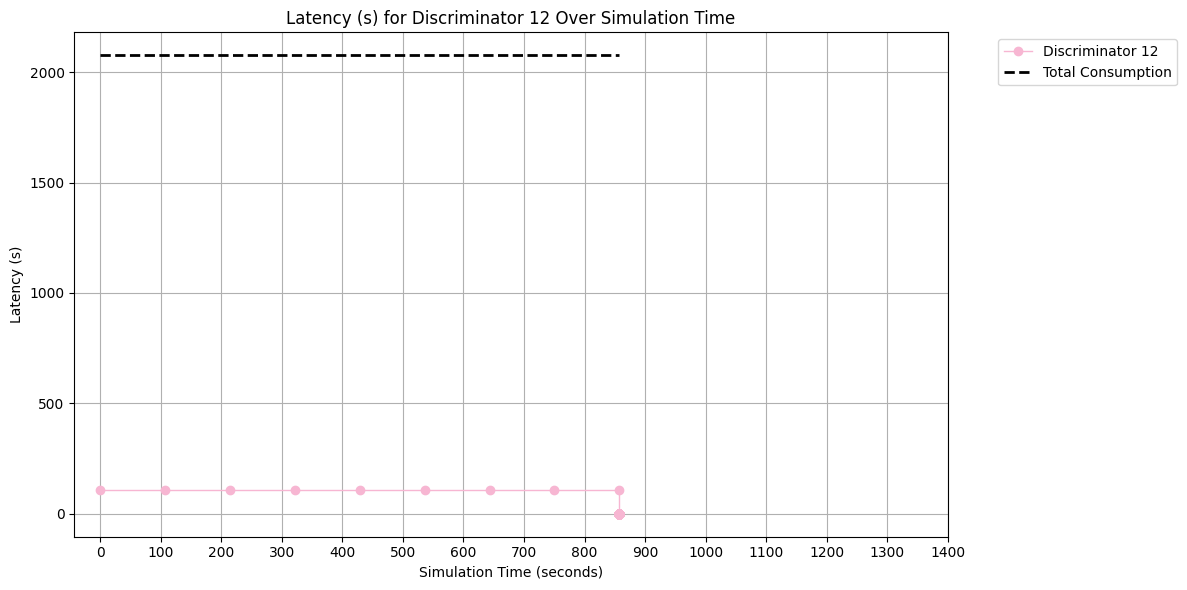 Latency (s) for Discriminator 12 Over Simulation Time
Discriminator 12
Total Consumption
2000
1500
1000
500
0
Latency (s)
0 100 200 300 400 500 600 700 800 900 1000 1100 1200 1300 1400
Simulation Time (seconds)